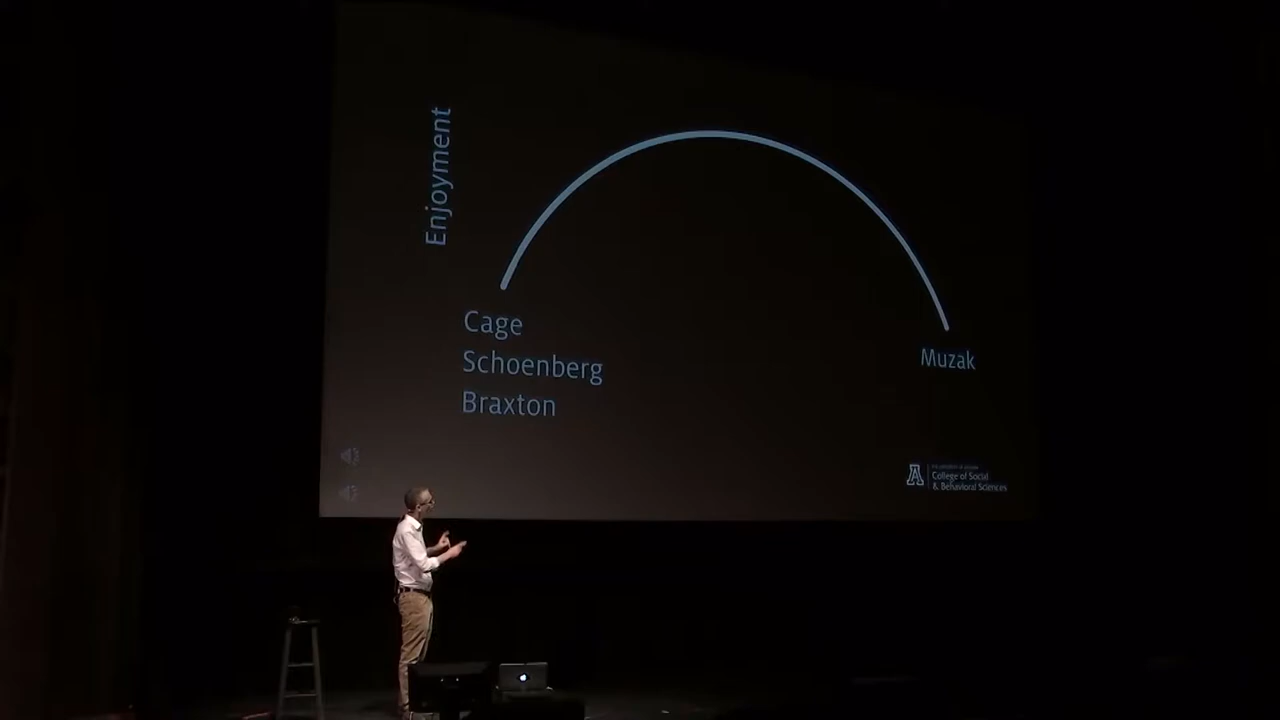 Enjoyment
Cage
Schoenberg
Braxton
Muzak
A
College of Social
& Behavioral Sciences